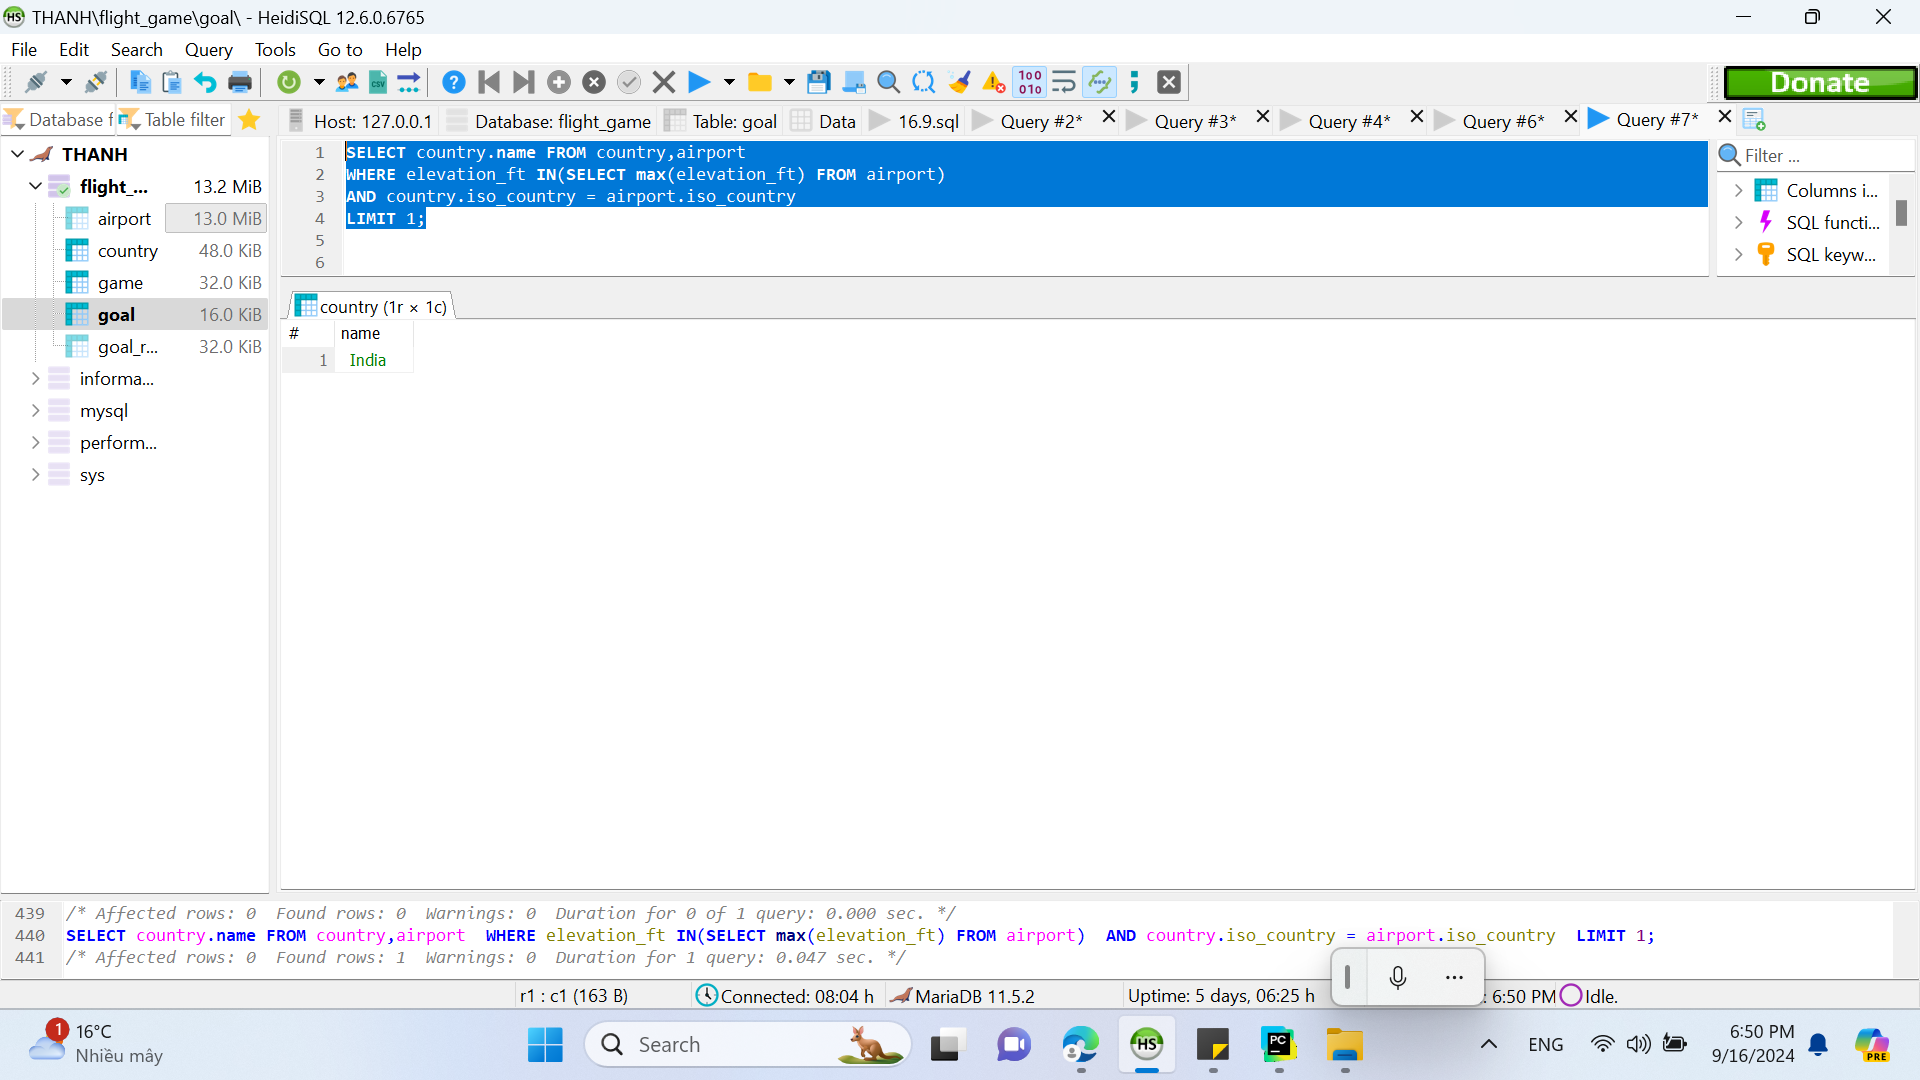 THANH\flight_game\goal\ - HeidiSQL 12.6.0.6765
File Edit Search Query Tools Go to Help
Donate
Database f Table filter
Host: 127.0.0.1 Database: flight_game Table: goal Data 16.9.sql Query #2* Query #3* Query #4* Query #6* Query #7*
THANH
flight_... 13.2 MiB
airport 13.0 MiB
country 48.0 KiB
game 32.0 KiB
goal 16.0 KiB
goal_r... 32.0 KiB
informa...
mysql
perform...
sys
1 SELECT country.name FROM country,airport
2 WHERE elevation_ft IN(SELECT max(elevation_ft) FROM airport)
3 AND country.iso_country = airport.iso_country
4 LIMIT 1;
5
6
Filter ...
Columns i...
SQL functi...
SQL keyw...
country (1r × 1c)
# name
1 India
439 /* Affected rows: 0 Found rows: 0 Warnings: 0 Duration for 0 of 1 query: 0.000 sec. */
440 SELECT country.name FROM country,airport WHERE elevation_ft IN(SELECT max(elevation_ft) FROM airport) AND country.iso_country = airport.iso_country LIMIT 1;
441 /* Affected rows: 0 Found rows: 1 Warnings: 0 Duration for 1 query: 0.047 sec. */
r1 : c1 (163 B) Connected: 08:04 h MariaDB 11.5.2 Uptime: 5 days, 06:25 h : 6:50 PM Idle.
1 16°C
Nhiều mây
Search
HS
PC
ENG
6:50 PM
9/16/2024
PRE